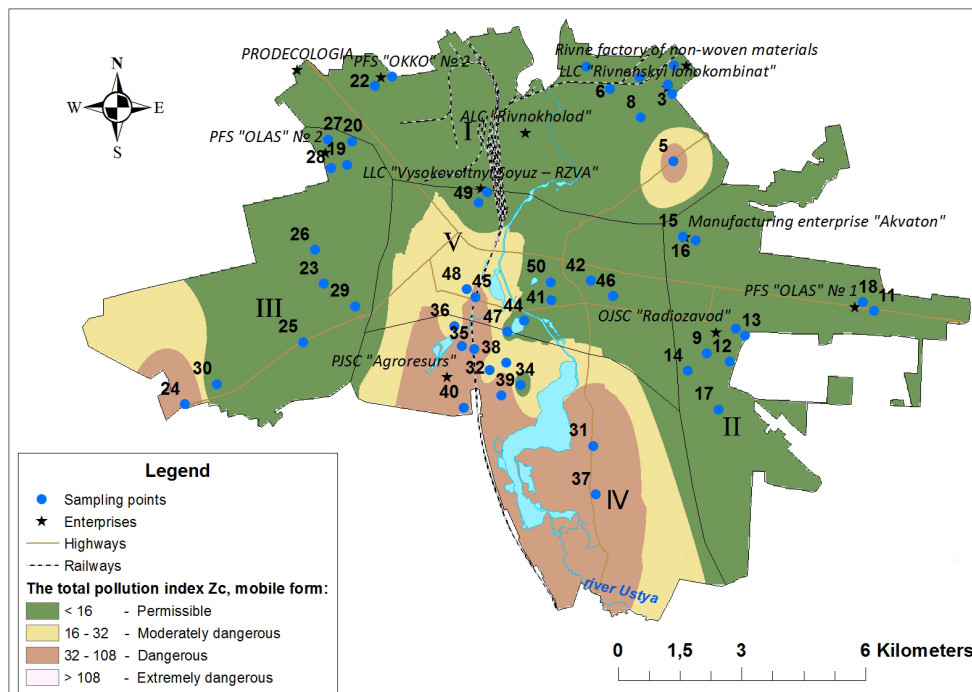 N
W
E
S
PRODECOLOGIA
PFS "OKKO" № 2
22
Rivne factory of non-woven materials
LLC "Rivnenskyi lonokombinat"
6
3
8
ALC "Rivnokholod"
I
27
20
PFS "OLAS" № 2
19
28
5
LLC "Vysokovoltnyi Soyuz – RZVA"
49
15
Manufacturing enterprise "Akvaton"
16
V
26
23
29
III
25
48
45
50
42
41
46
44
47
36
35
38
PFS "OLAS" № 1
18
11
OJSC "Radiozavod"
13
9
12
14
17
II
PJSC "Agroresurs"
32
34
39
40
30
24
31
37
IV
river Ustya
Legend
Sampling points
Enterprises
Highways
Railways
The total pollution index Zc, mobile form:
< 16 - Permissible
16 - 32 - Moderately dangerous
32 - 108 - Dangerous
> 108 - Extremely dangerous
0 1,5 3 6 Kilometers